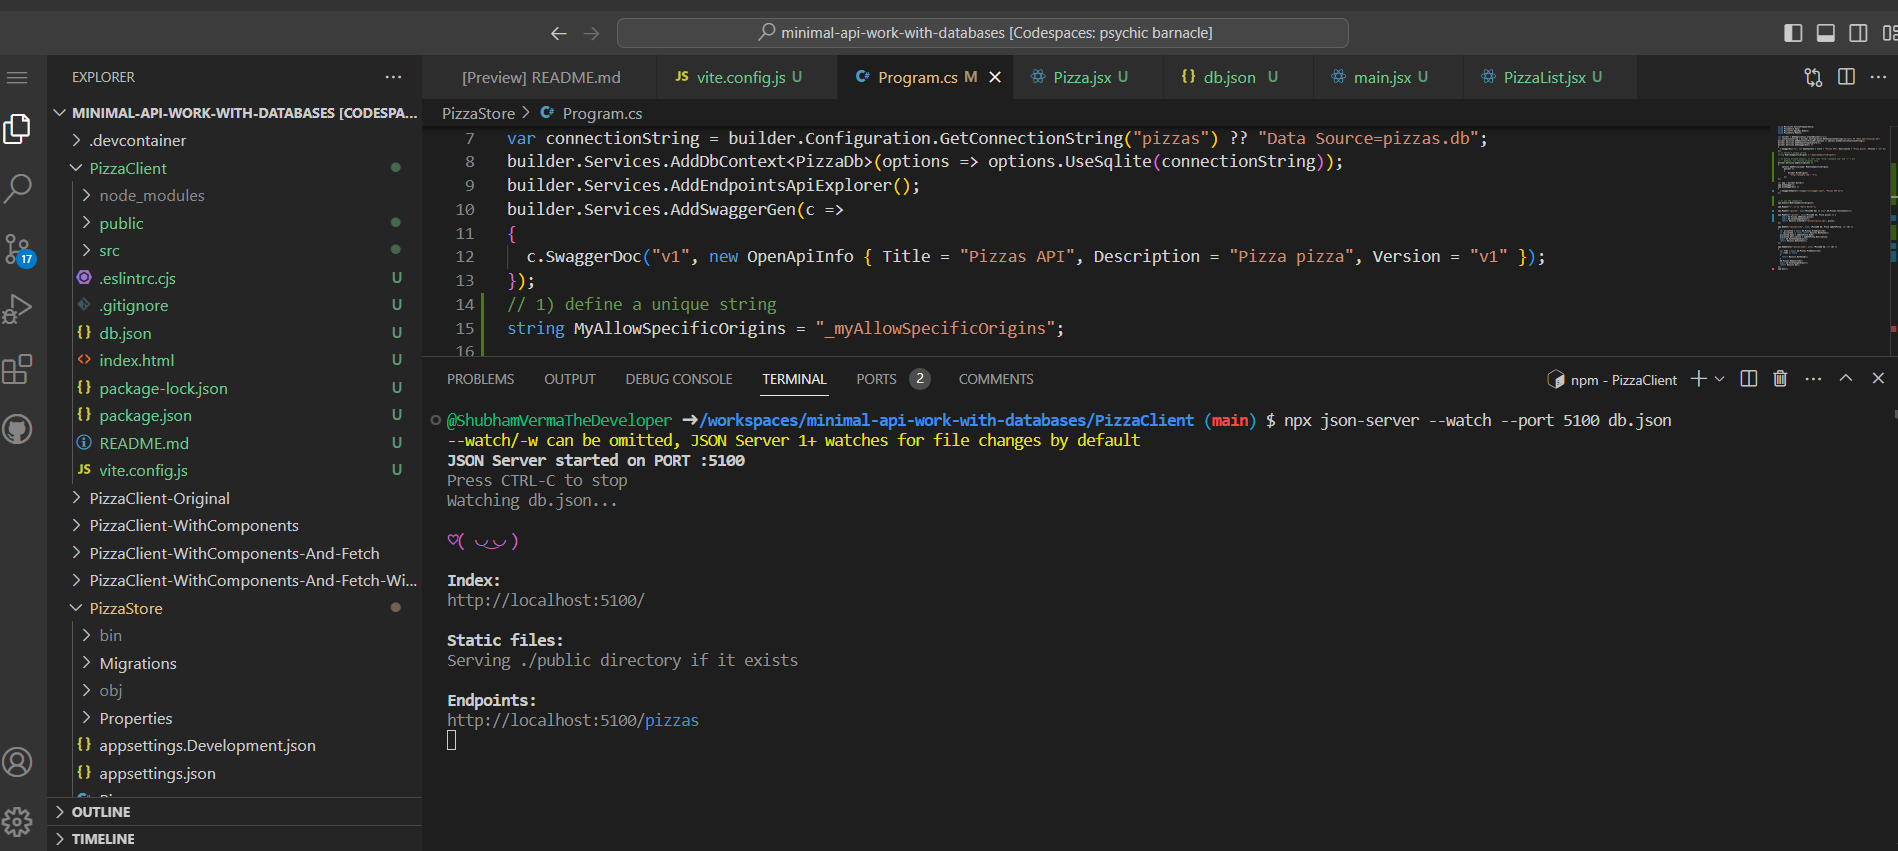 minimal-api-work-with-databases [Codespaces: psychic barnacle]
EXPLORER
MINIMAL-API-WORK-WITH-DATABASES [CODESPA...
.devcontainer
PizzaClient
node_modules
public
src
.eslintrc.cjs U
.gitignore U
db.json U
index.html U
package-lock.json U
package.json U
README.md U
vite.config.js U
PizzaClient-Original
PizzaClient-WithComponents
PizzaClient-WithComponents-And-Fetch
PizzaClient-WithComponents-And-Fetch-Wi...
PizzaStore
bin
Migrations
obj
Properties
appsettings.Development.json
appsettings.json
OUTLINE
TIMELINE
17
[Preview] README.md
JS vite.config.js U
Program.cs M
Pizza.jsx U
db.json U
main.jsx U
PizzaList.jsx U
PizzaStore > Program.cs
7 var connectionString = builder.Configuration.GetConnectionString("pizzas") ?? "Data Source=pizzas.db";
8 builder.Services.AddDbContext<PizzaDb>(options => options.UseSqlite(connectionString));
9 builder.Services.AddEndpointsApiExplorer();
10 builder.Services.AddSwaggerGen(c =>
11 {
12 c.SwaggerDoc("v1", new OpenApiInfo { Title = "Pizzas API", Description = "Pizza pizza", Version = "v1" });
13 });
14 // 1) define a unique string
15 string MyAllowSpecificOrigins = "_myAllowSpecificOrigins";
16
PROBLEMS OUTPUT DEBUG CONSOLE TERMINAL PORTS 2 COMMENTS
npm - PizzaClient
@ShubhamVermaTheDeveloper ➜/workspaces/minimal-api-work-with-databases/PizzaClient (main) $ npx json-server --watch --port 5100 db.json
--watch/-w can be omitted, JSON Server 1+ watches for file changes by default
JSON Server started on PORT :5100
Press CTRL-C to stop
Watching db.json...
♡( ◡‿◡ )
Index:
http://localhost:5100/
Static files:
Serving ./public directory if it exists
Endpoints:
http://localhost:5100/pizzas